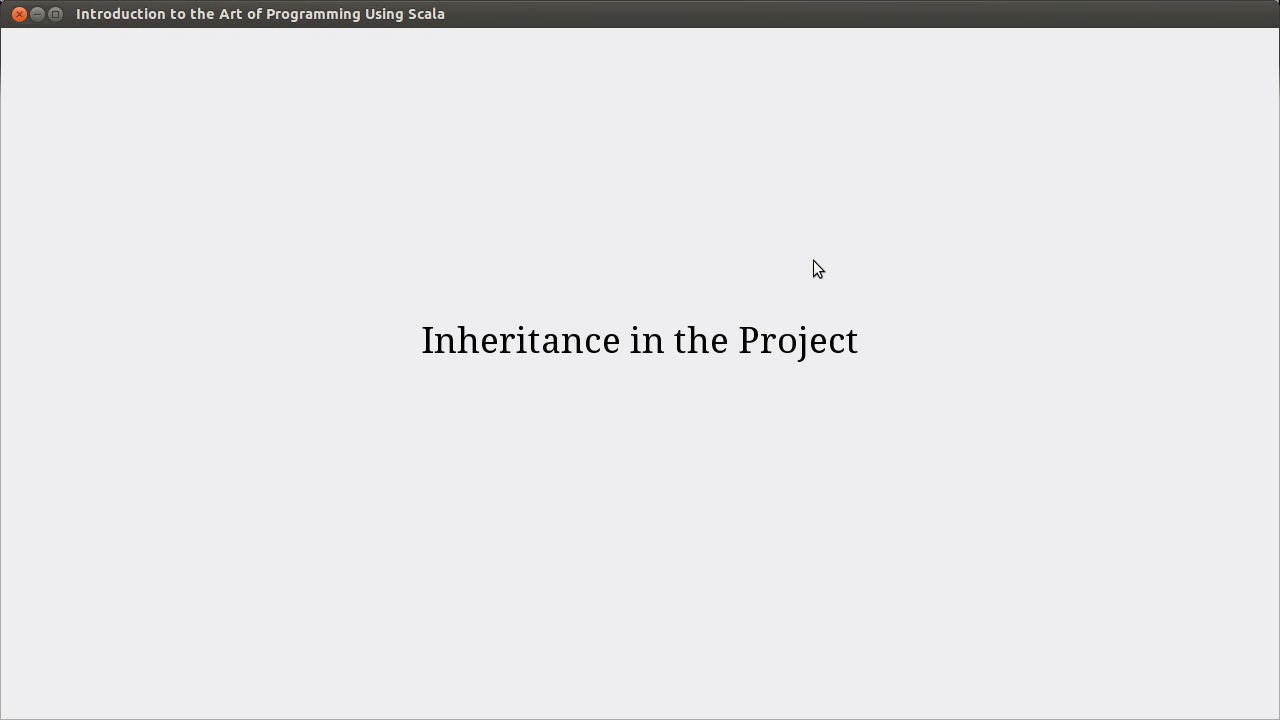 Introduction to the Art of Programming Using Scala
Inheritance in the Project